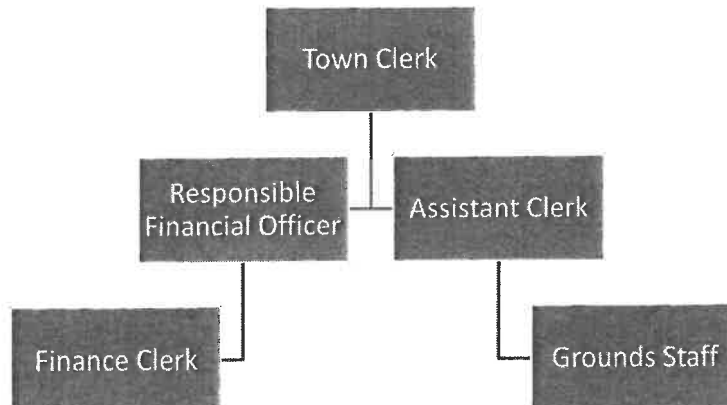 Town Clerk
Responsible
Financial Officer
Assistant Clerk
Finance Clerk
Grounds Staff